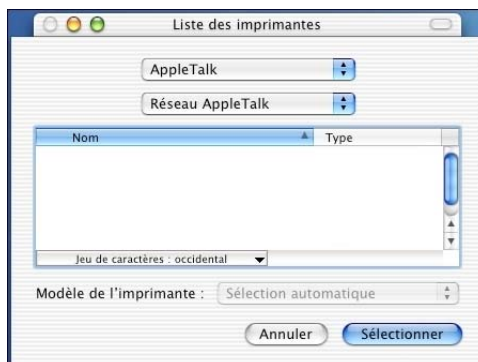 Liste des imprimantes
AppleTalk
Réseau AppleTalk
Nom Type
Jeu de caractères : occidental
Modèle de l'imprimante : Sélection automatique
Annuler Sélectionner